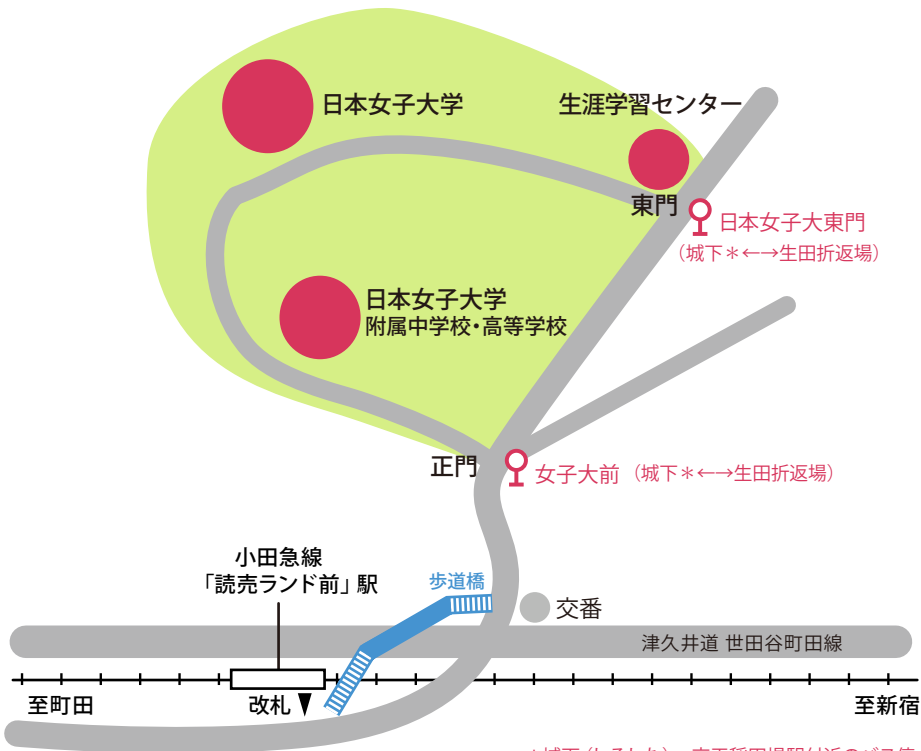 日本女子大学
生涯学習センター
東門
日本女子大東門
(城下＊←→生田折返場)
日本女子大学
附属中学校・高等学校
正門
女子大前 (城下＊←→生田折返場)
小田急線
「読売ランド前」駅
歩道橋
交番
津久井道 世田谷町田線
至町田
改札▼
至新宿